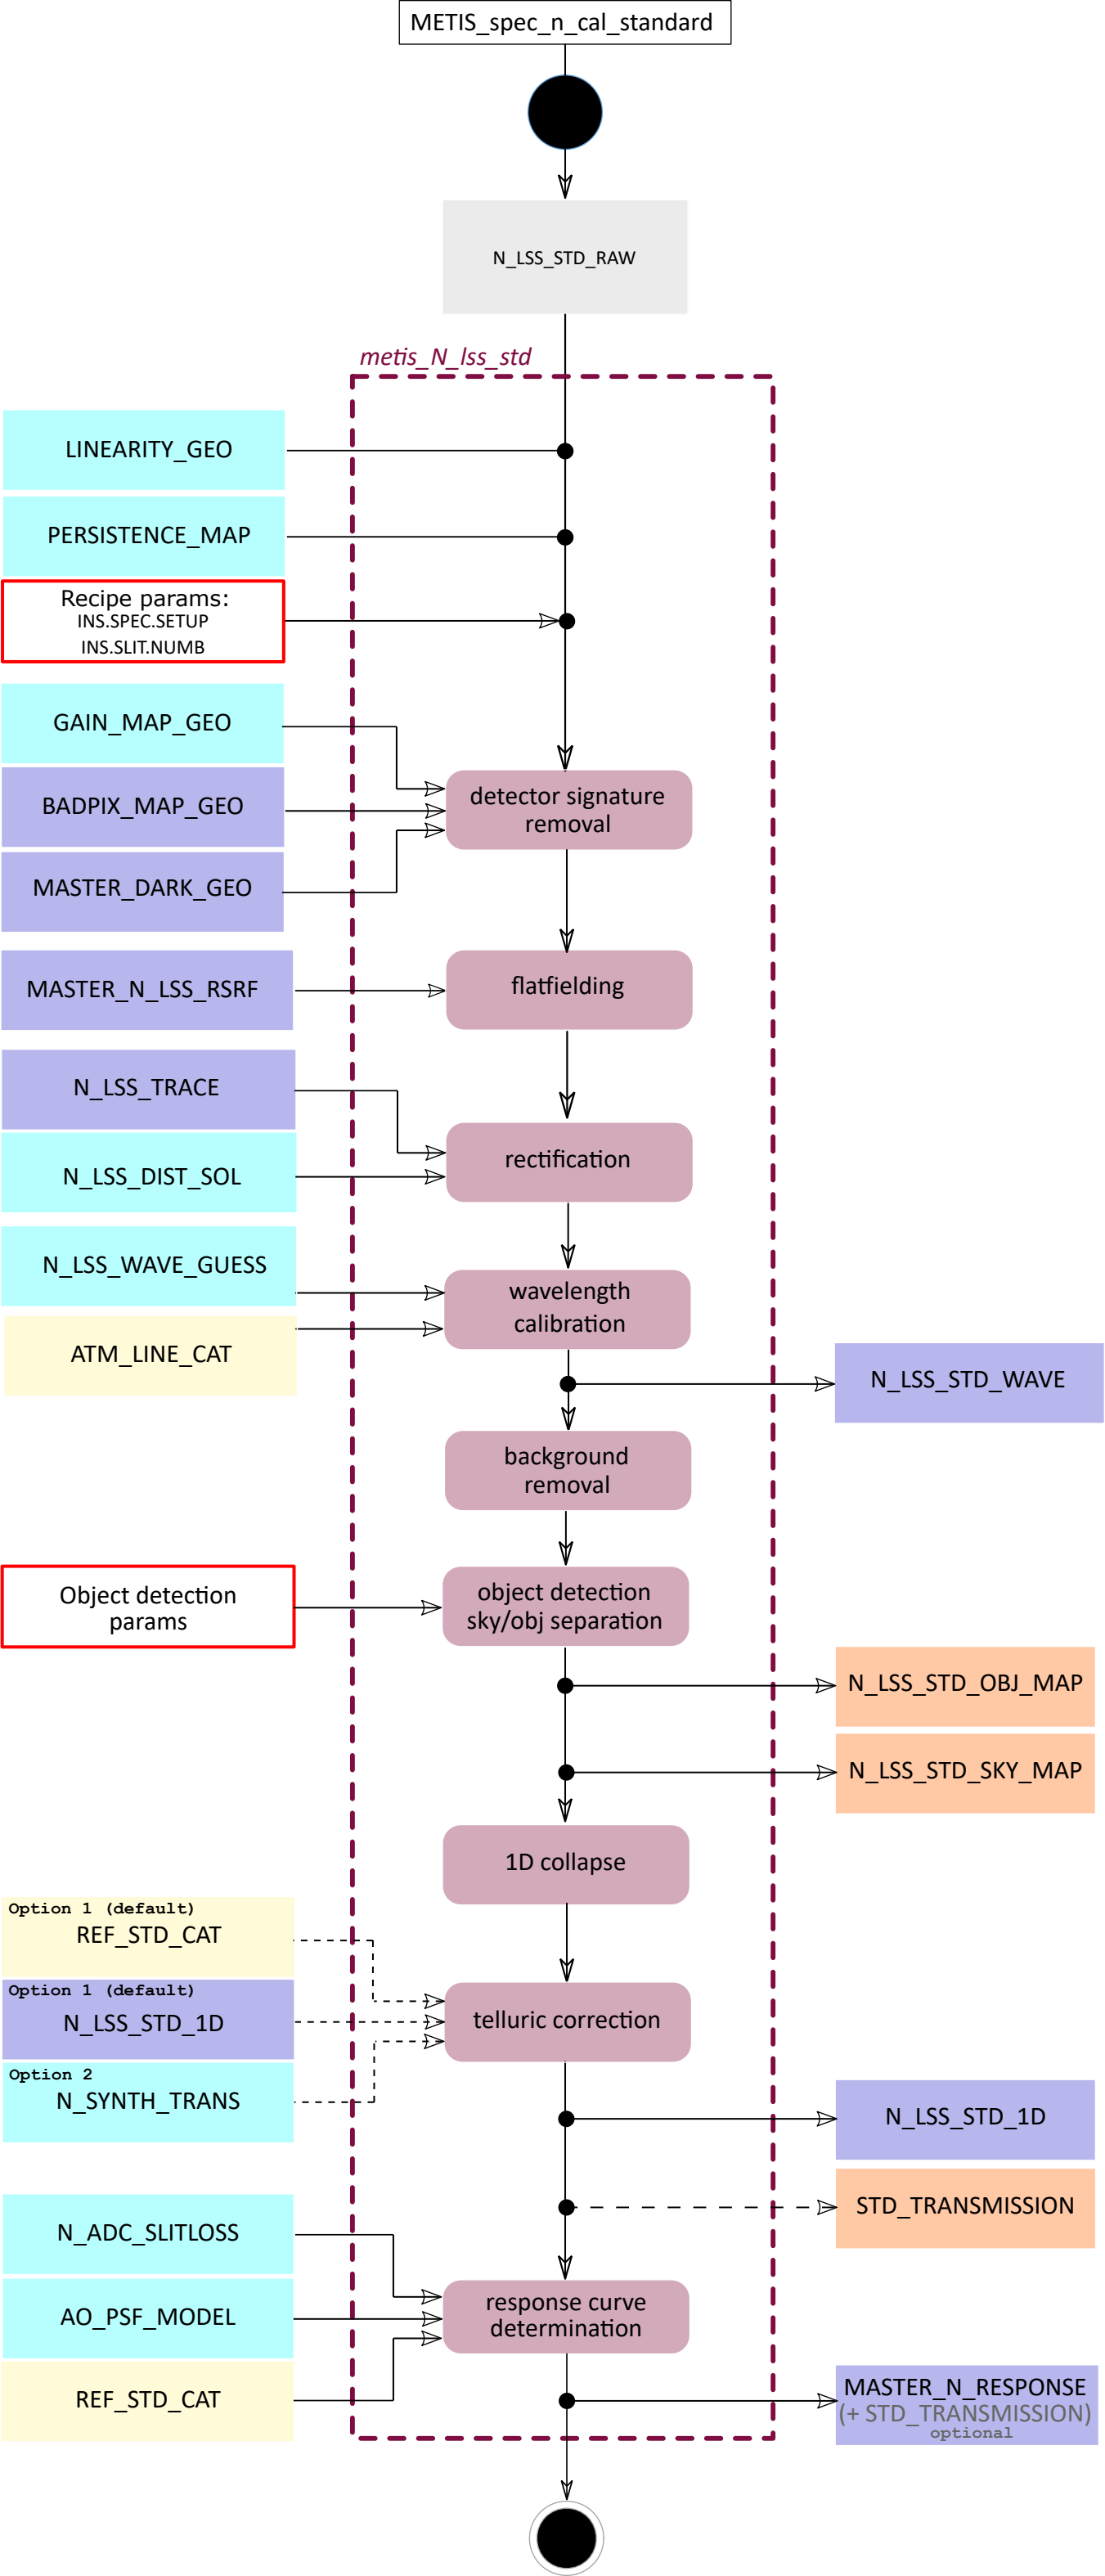 METIS_spec_n_cal_standard
N_LSS_STD_RAW
metis_N_lss_std
LINEARITY_GEO
PERSISTENCE_MAP
Recipe params:
INS.SPEC.SETUP
INS.SLIT.NUMB
GAIN_MAP_GEO
BADPIX_MAP_GEO
MASTER_DARK_GEO
detector signature
removal
MASTER_N_LSS_RSRF
flatfielding
N_LSS_TRACE
N_LSS_DIST_SOL
rectification
N_LSS_WAVE_GUESS
ATM_LINE_CAT
wavelength
calibration
N_LSS_STD_WAVE
background
removal
Object detection
params
object detection
sky/obj separation
N_LSS_STD_OBJ_MAP
N_LSS_STD_SKY_MAP
1D collapse
Option 1 (default)
REF_STD_CAT
Option 1 (default)
N_LSS_STD_1D
Option 2
N_SYNTH_TRANS
telluric correction
N_LSS_STD_1D
STD_TRANSMISSION
N_ADC_SLITLOSS
AO_PSF_MODEL
REF_STD_CAT
response curve
determination
MASTER_N_RESPONSE
(+ STD_TRANSMISSION)
optional